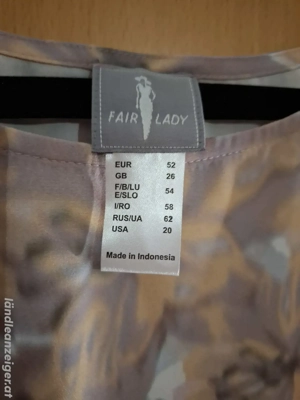 FAIR LADY
EUR 52
GB 26
F/B/LU
E/SLO 54
I/RO 58
RUS/UA 62
USA 20
Made in Indonesia
ländleanzeiger.at